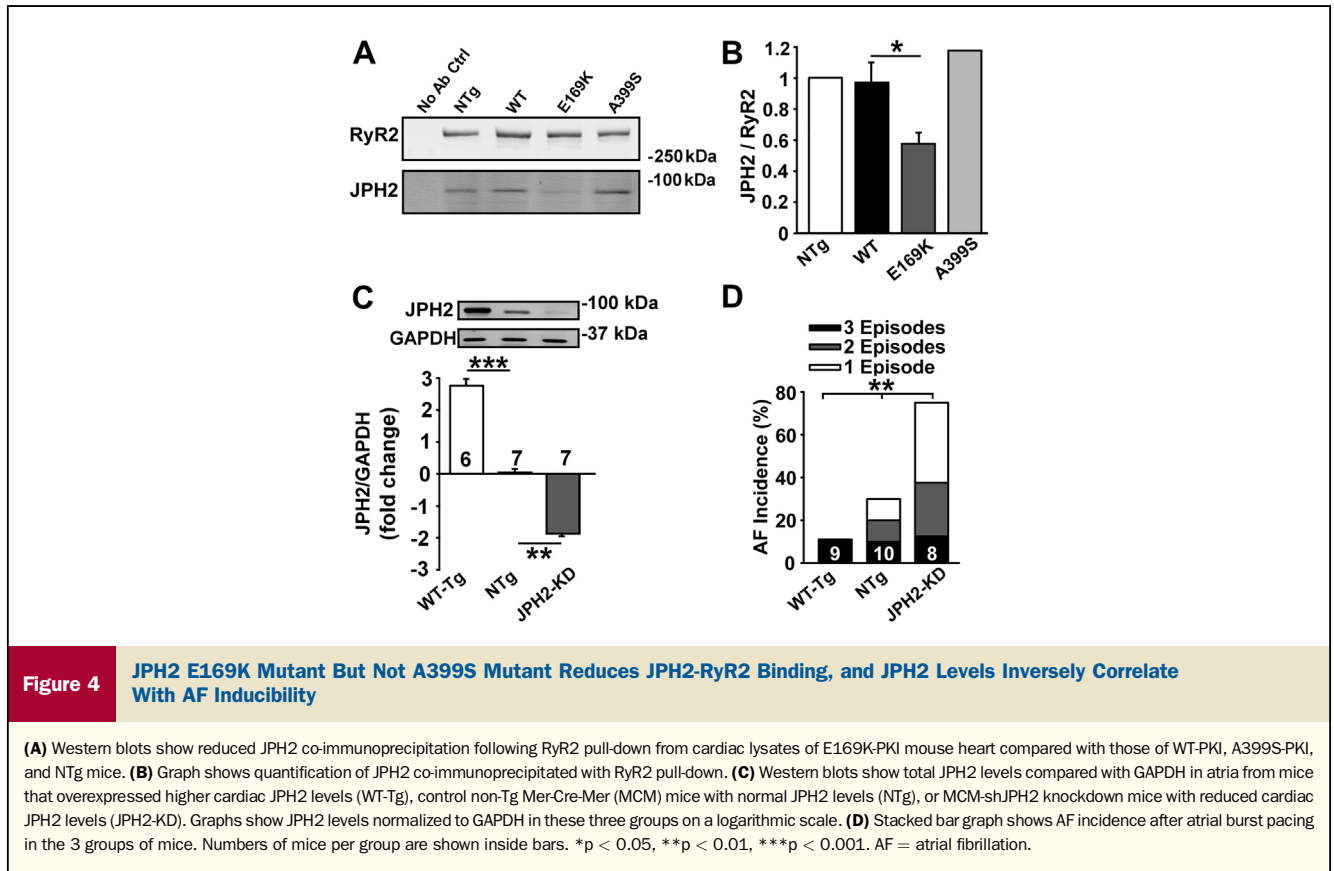 A
No Ab Ctrl
NTg
WT
E169K
A399S
RyR2
-250 kDa
JPH2
-100 kDa
B
*
JPH2 / RyR2
1.2
1
0.8
0.6
0.4
0.2
0
NTg
WT
E169K
A399S
C
JPH2
-100 kDa
GAPDH
-37 kDa
***
JPH2/GAPDH
(fold change)
3
2
1
0
-1
-2
-3
6
7
7
**
WT-Tg
NTg
JPH2-KD
D
3 Episodes
2 Episodes
1 Episode
**
AF Incidence (%)
80
60
40
20
0
9
10
8
WT-Tg
NTg
JPH2-KD
Figure 4
JPH2 E169K Mutant But Not A399S Mutant Reduces JPH2-RyR2 Binding, and JPH2 Levels Inversely Correlate
With AF Inducibility
(A) Western blots show reduced JPH2 co-immunoprecipitation following RyR2 pull-down from cardiac lysates of E169K-PKI mouse heart compared with those of WT-PKI, A399S-PKI,
and NTg mice. (B) Graph shows quantification of JPH2 co-immunoprecipitated with RyR2 pull-down. (C) Western blots show total JPH2 levels compared with GAPDH in atria from mice
that overexpressed higher cardiac JPH2 levels (WT-Tg), control non-Tg Mer-Cre-Mer (MCM) mice with normal JPH2 levels (NTg), or MCM-shJPH2 knockdown mice with reduced cardiac
JPH2 levels (JPH2-KD). Graphs show JPH2 levels normalized to GAPDH in these three groups on a logarithmic scale. (D) Stacked bar graph shows AF incidence after atrial burst pacing
in the 3 groups of mice. Numbers of mice per group are shown inside bars. *p < 0.05, **p < 0.01, ***p < 0.001. AF = atrial fibrillation.